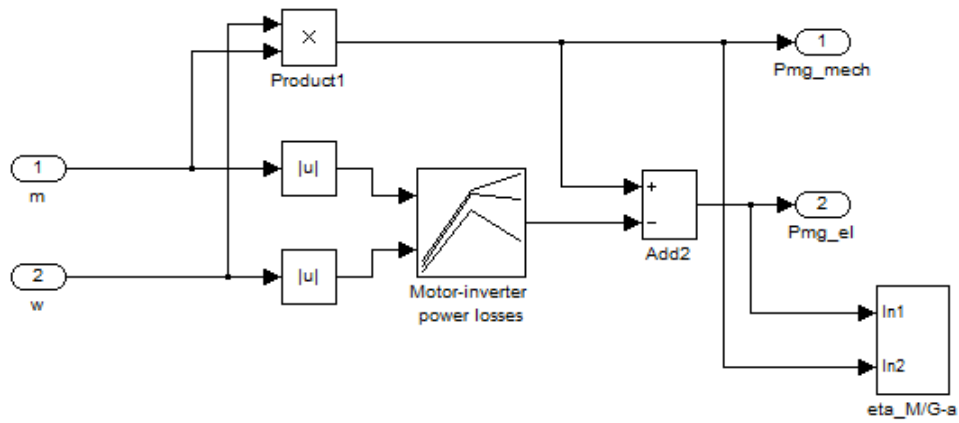 ×
Product1
1
Pmg_mech
1
m
|u|
+
−
Add2
2
Pmg_el
2
w
|u|
Motor-inverter
power losses
In1
In2
eta_M/G-a